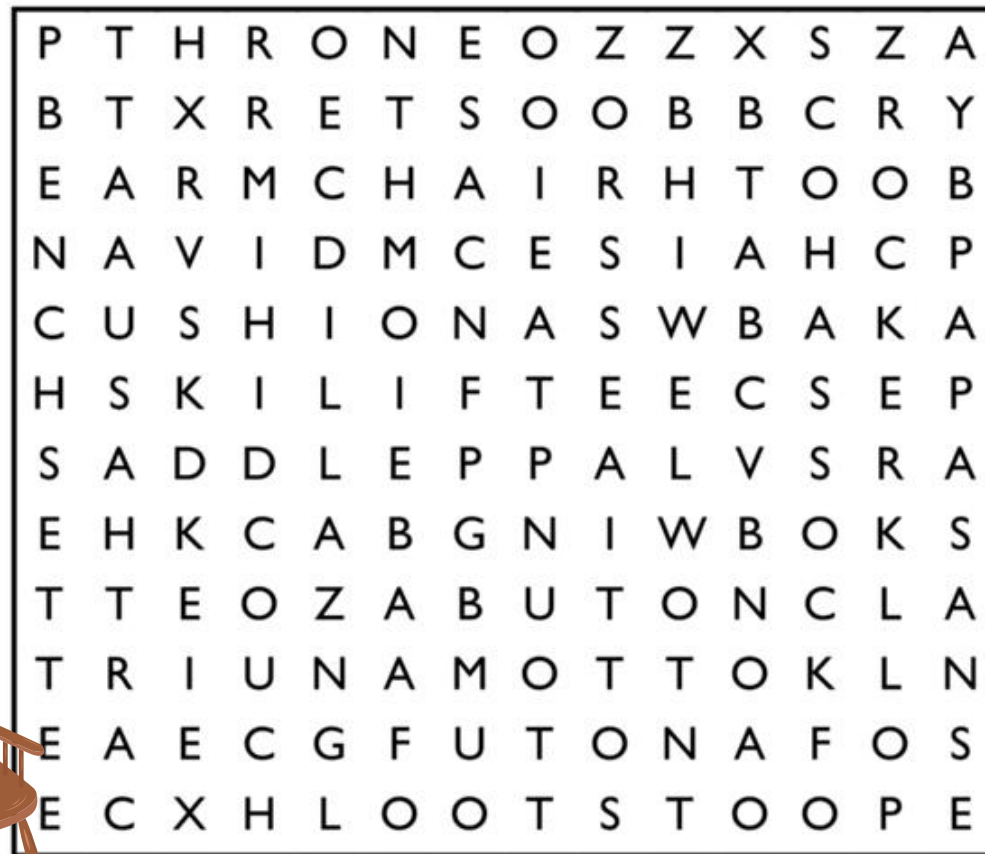 P T H R O N E O Z Z X S Z A
B T X R E T S O O B B C R Y
E A R M C H A I R H T O O B
N A V I D M C E S I A H C P
C U S H I O N A S W B A K A
H S K I L I F T E E C S E P
S A D D L E P P A L V S R A
E H K C A B G N I W B O K S
T T E O Z A B U T O N C L A
T R I U N A M O T T O K L N
E A E C G F U T O N A F O S
E C X H L O O T S T O O P E